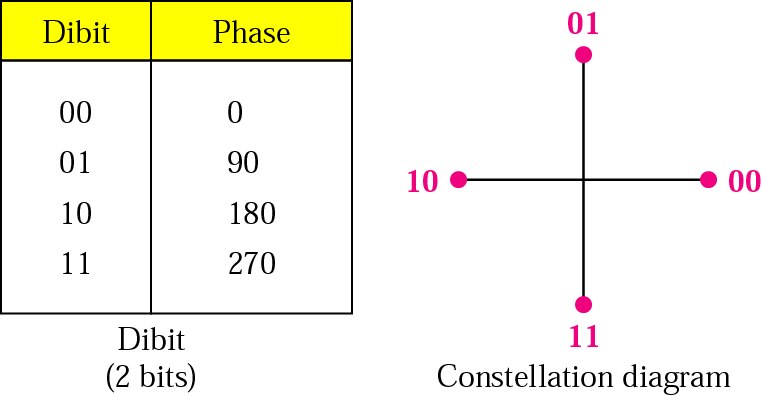 Dibit Phase
00 0
01 90
10 180
11 270
Dibit
(2 bits)
01
10
00
11
Constellation diagram